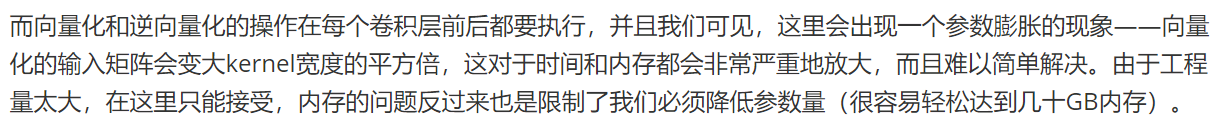 而向量化和逆向量化的操作在每个卷积层前后都要执行，并且我们可见，这里会出现一个参数膨胀的现象——向量
化的输入矩阵会变大kernel宽度的平方倍，这对于时间和内存都会非常严重地放大，而且难以简单解决。由于工程
量太大，在这里只能接受，内存的问题反过来也是限制了我们必须降低参数量（很容易轻松达到几十GB内存）。